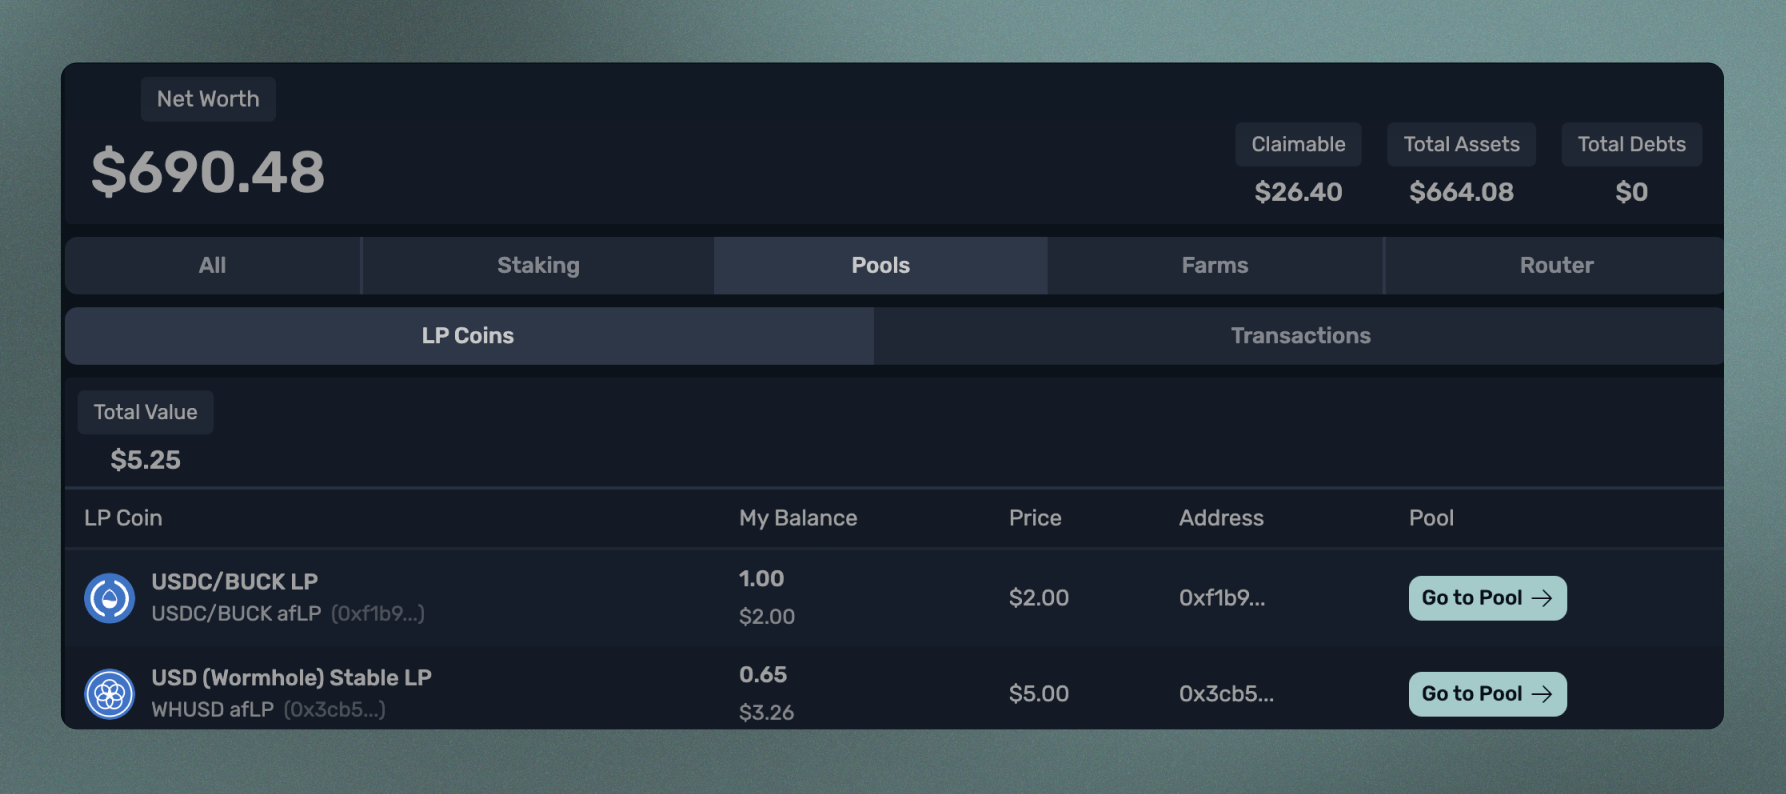 Net Worth
$690.48
Claimable Total Assets Total Debts
$26.40 $664.08 $0
All Staking Pools Farms Router
LP Coins Transactions
Total Value
$5.25
LP Coin My Balance Price Address Pool
USDC/BUCK LP
USDC/BUCK afLP (0xf1b9...)
1.00
$2.00
$2.00
0xf1b9...
Go to Pool →
USD (Wormhole) Stable LP
WHUSD afLP (0x3cb5...)
0.65
$3.26
$5.00
0x3cb5...
Go to Pool →